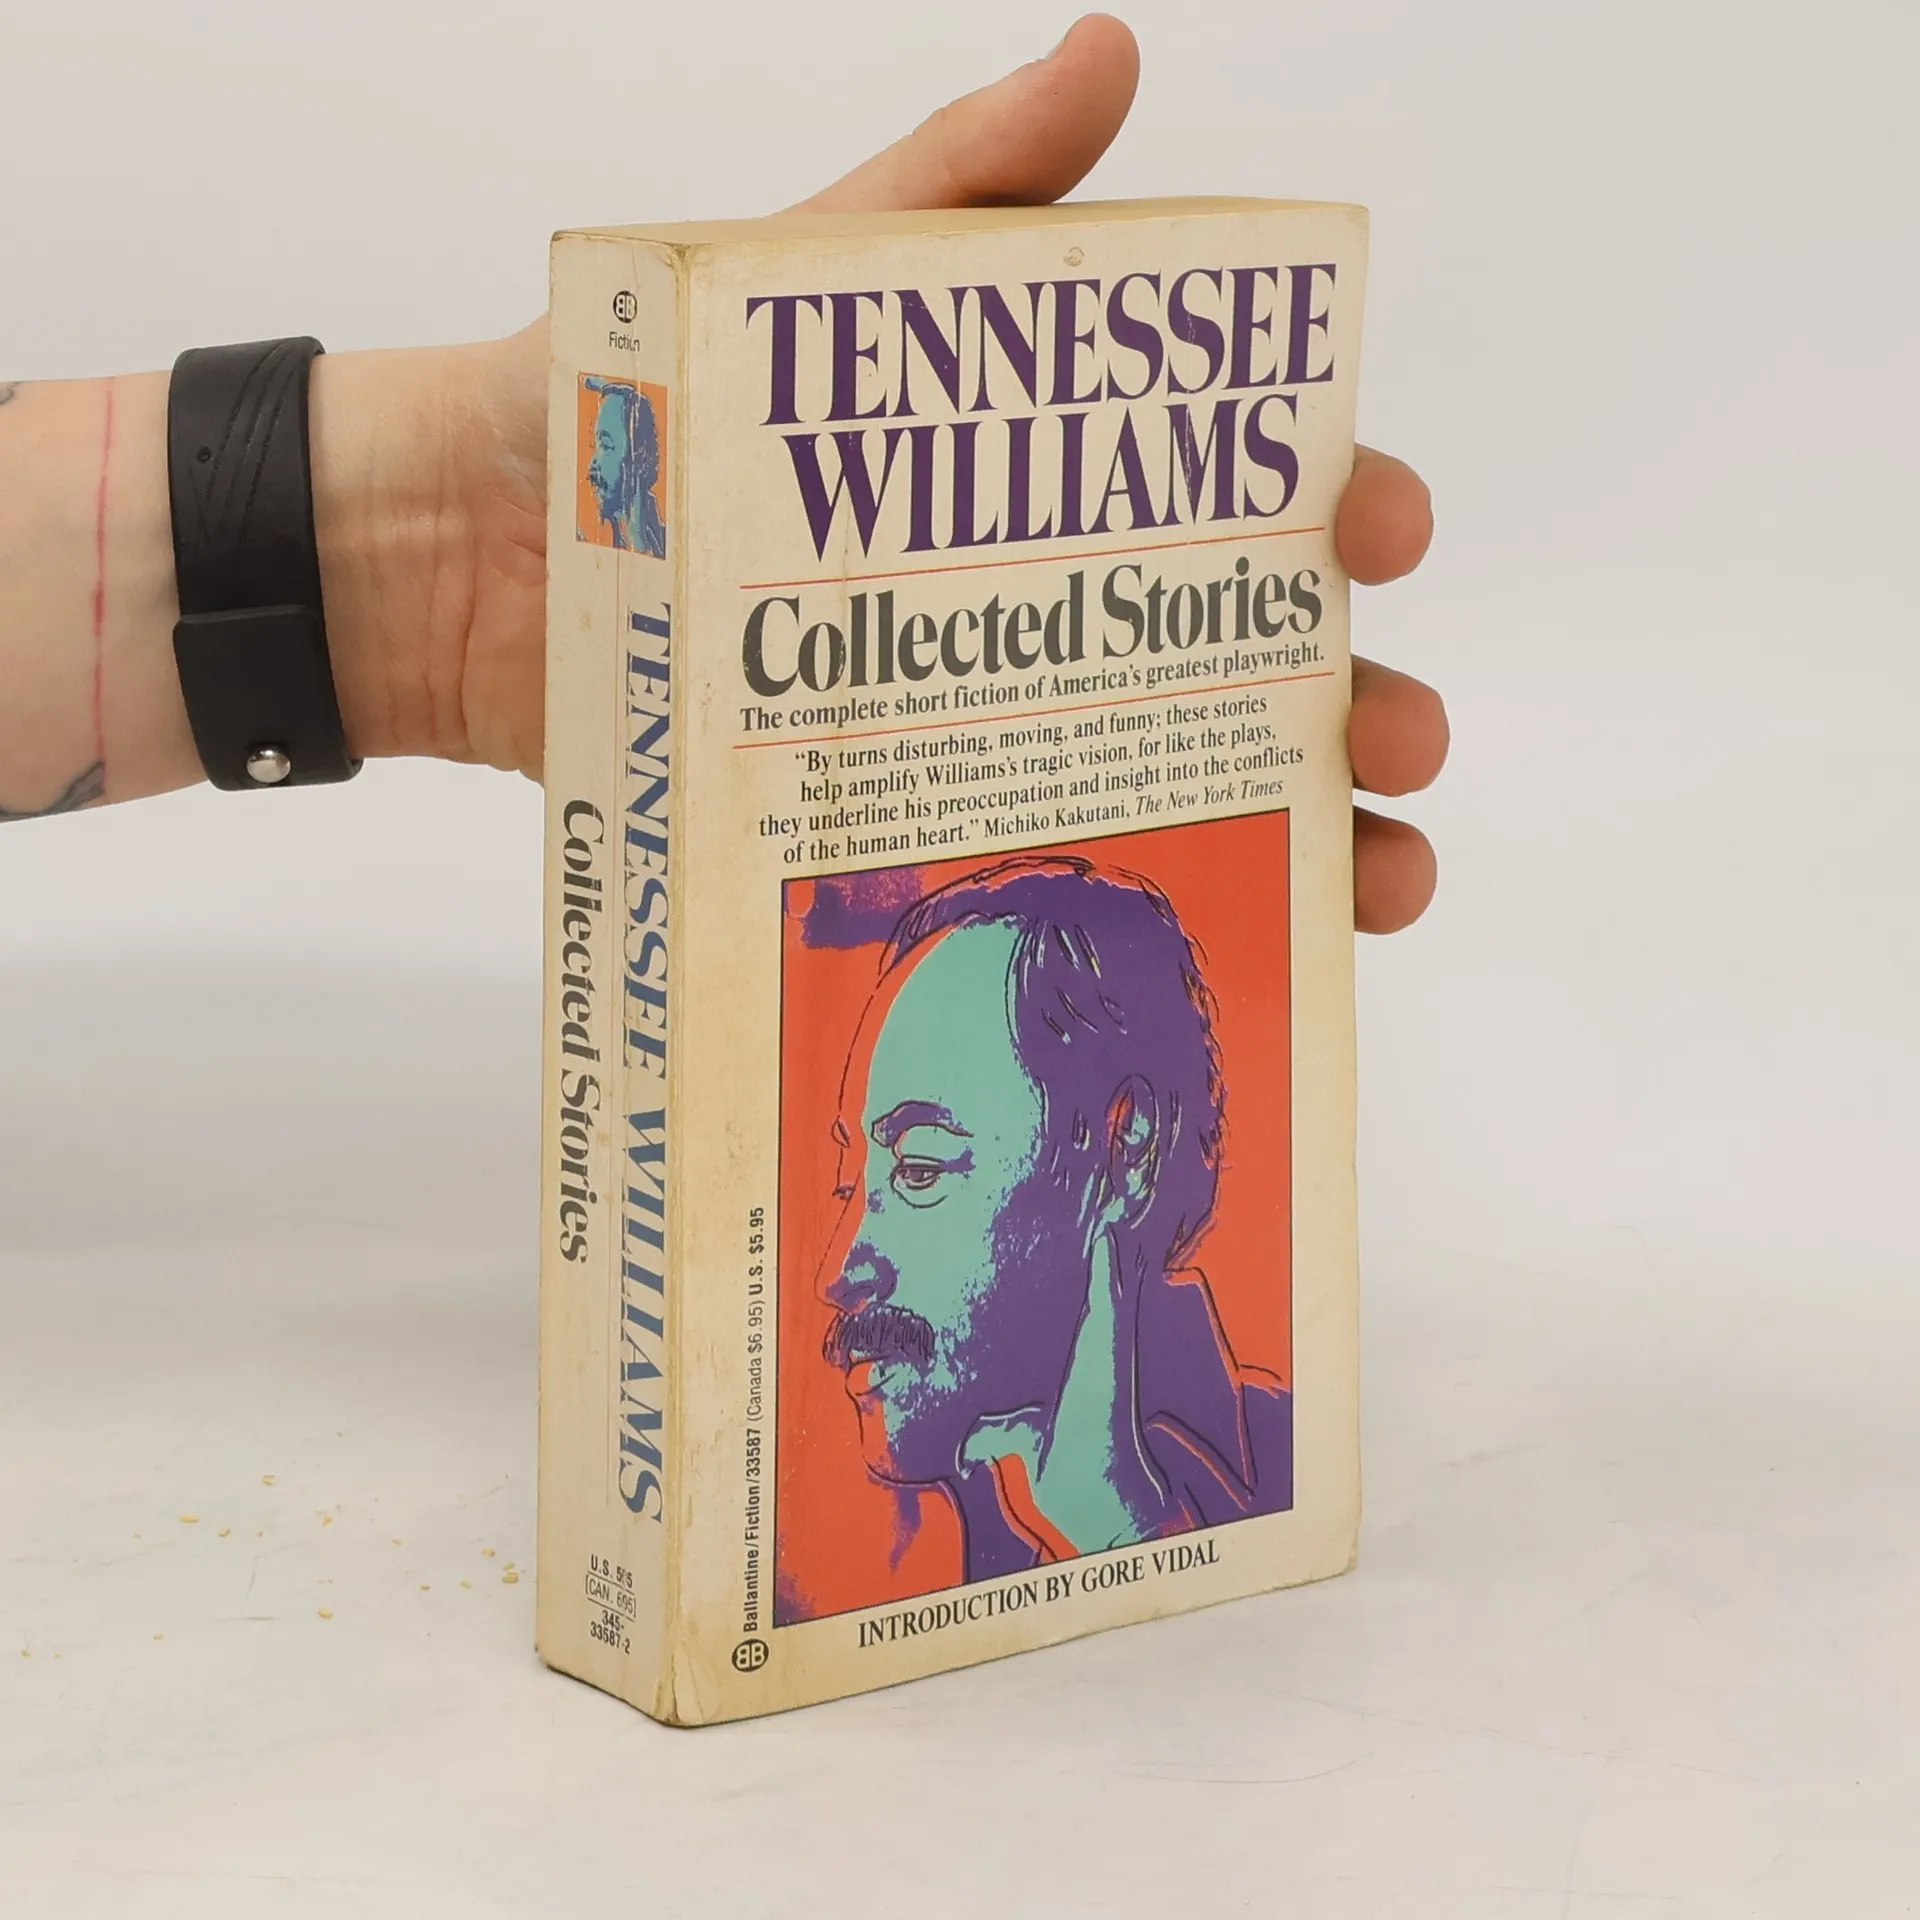 BB
Fiction
TENNESSEE WILLIAMS
Collected Stories
U.S. 595
CAN. 695
345-
33587-2
TENNESSEE
WILLIAMS
Collected Stories
The complete short fiction of America's greatest playwright.
“By turns disturbing, moving, and funny; these stories
help amplify Williams's tragic vision, for like the plays,
they underline his preoccupation and insight into the conflicts
of the human heart.” Michiko Kakutani, The New York Times
BB Ballantine/Fiction/33587 (Canada $6.95) U.S. $5.95
INTRODUCTION BY GORE VIDAL